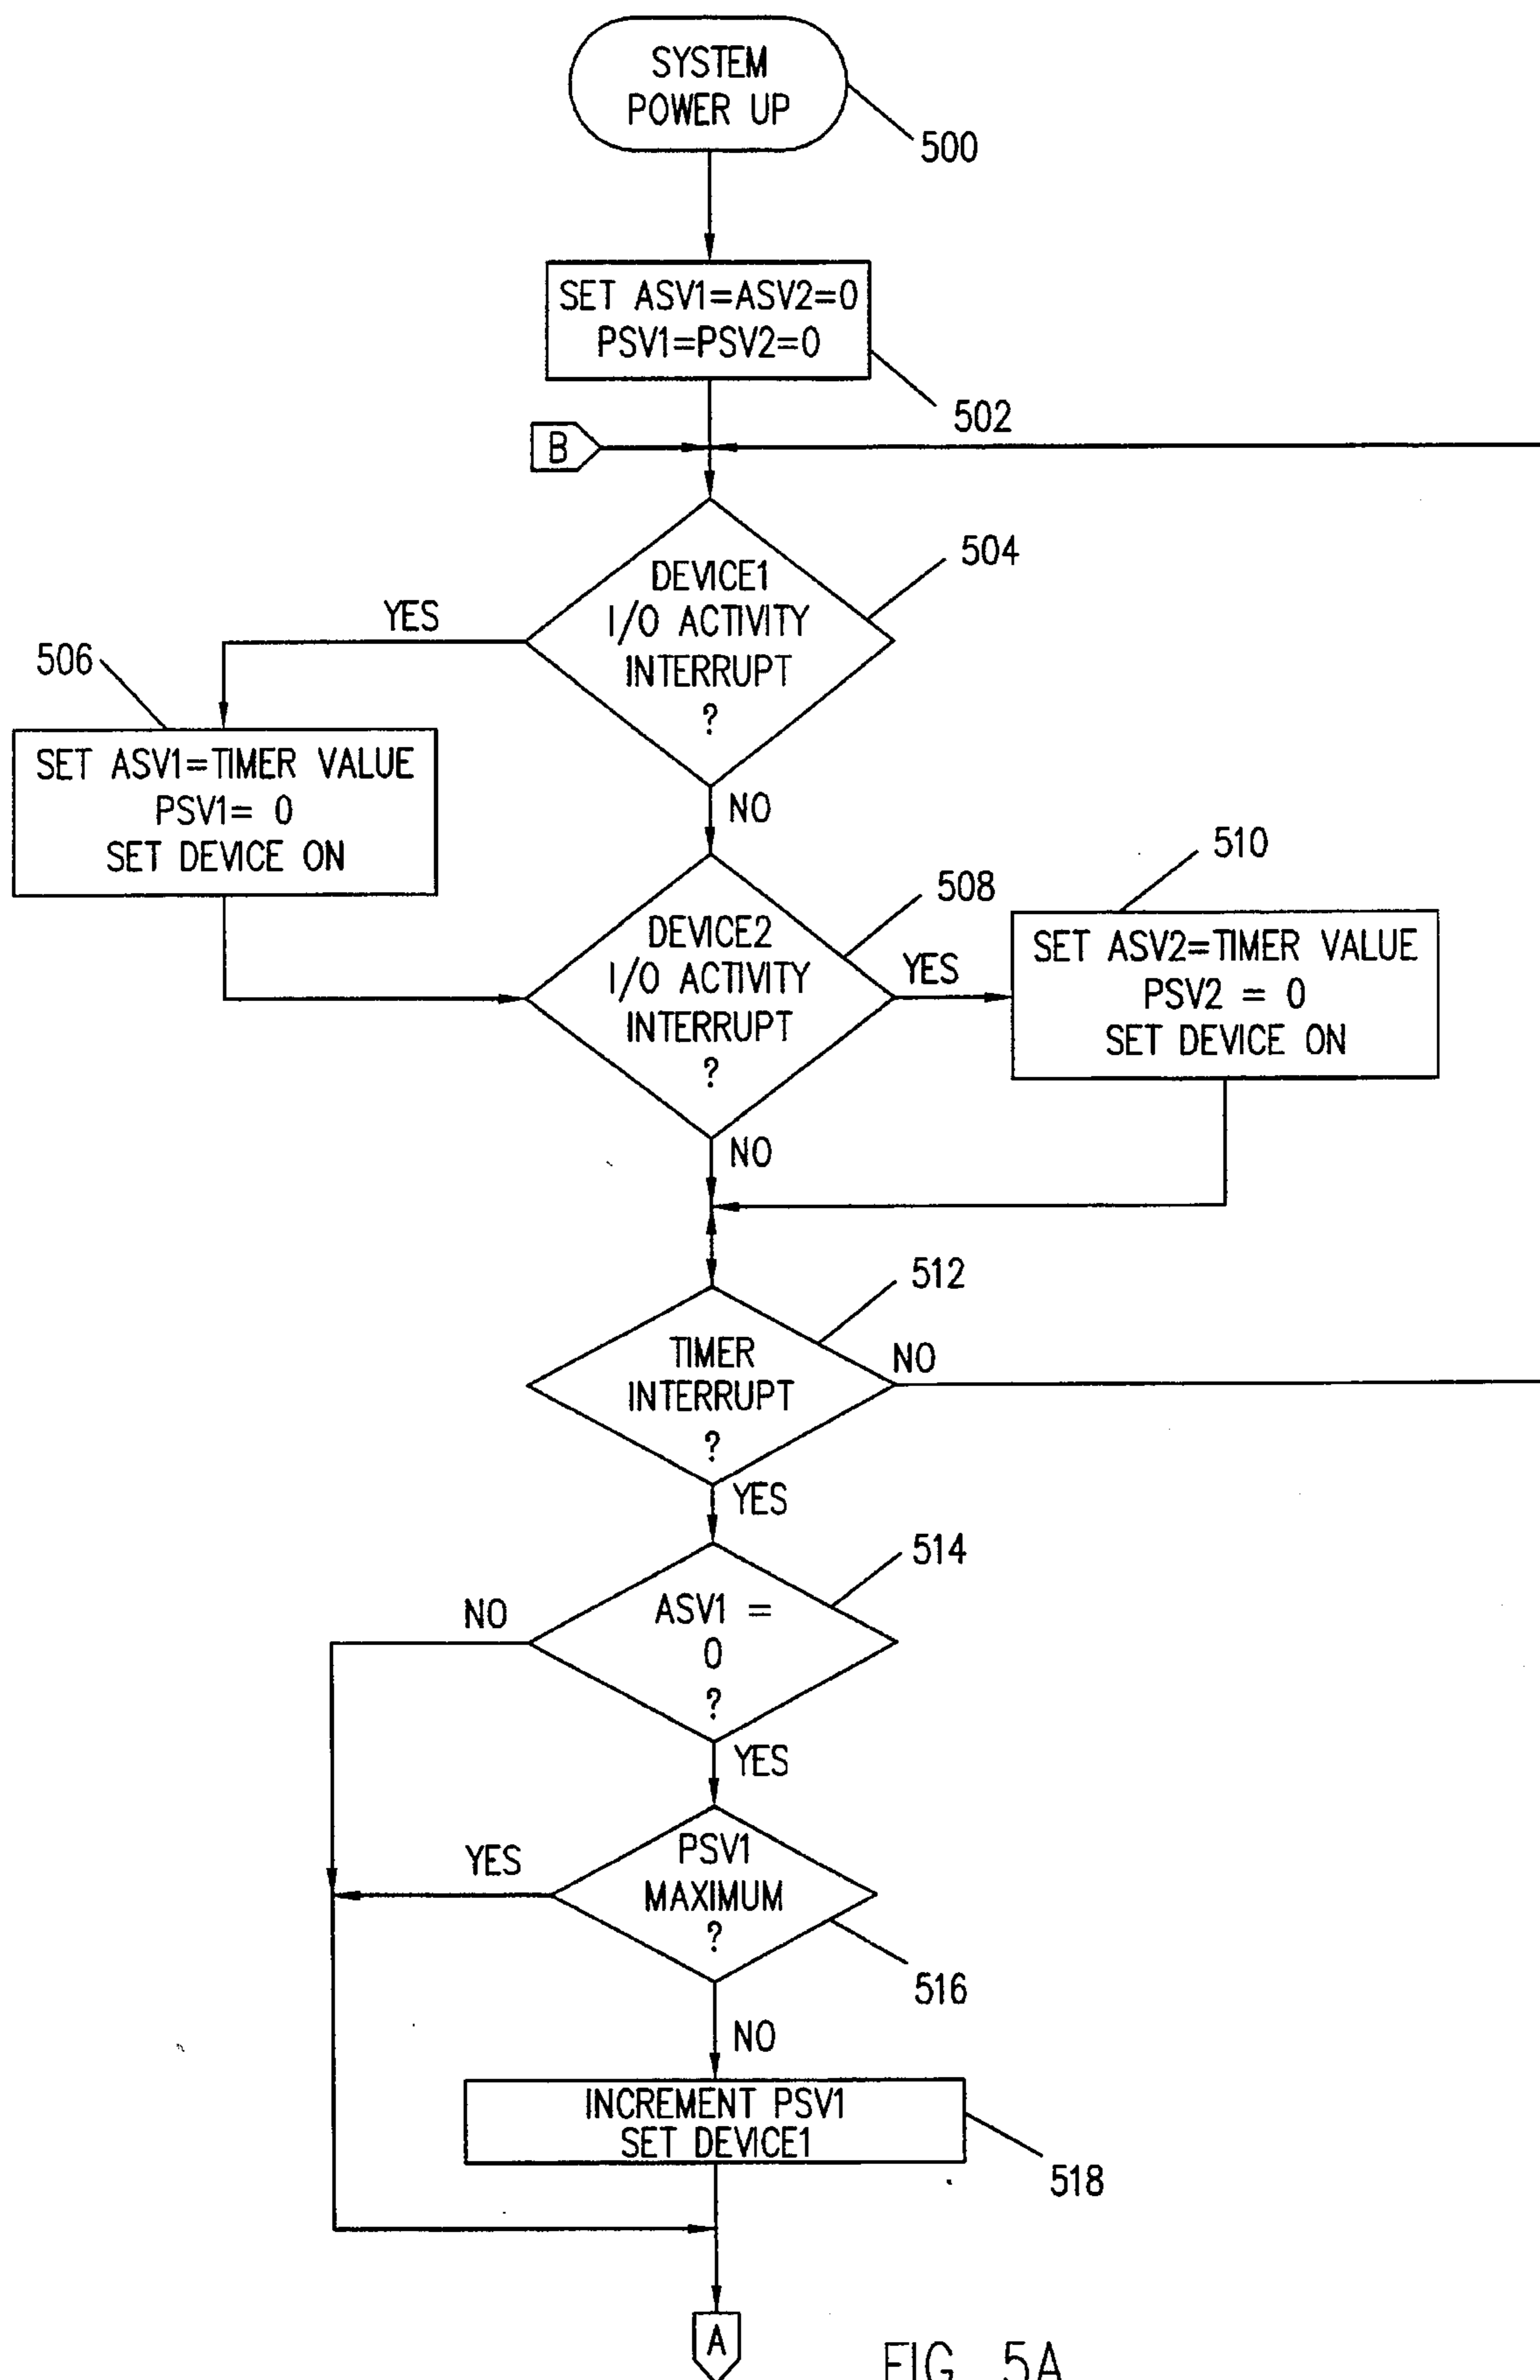 SYSTEM
POWER UP
500
SET ASV1=ASV2=0
PSV1=PSV2=0
502
B
DEVICE1
I/O ACTIVITY
INTERRUPT
?
504
YES
506
SET ASV1=TIMER VALUE
PSV1= 0
SET DEVICE ON
NO
DEVICE2
I/O ACTIVITY
INTERRUPT
?
508
YES
510
SET ASV2=TIMER VALUE
PSV2 = 0
SET DEVICE ON
NO
512
TIMER
INTERRUPT
?
NO
YES
514
ASV1 =
0
?
NO
YES
PSV1
MAXIMUM
?
YES
516
NO
INCREMENT PSV1
SET DEVICE1
518
A
FIG. 5A